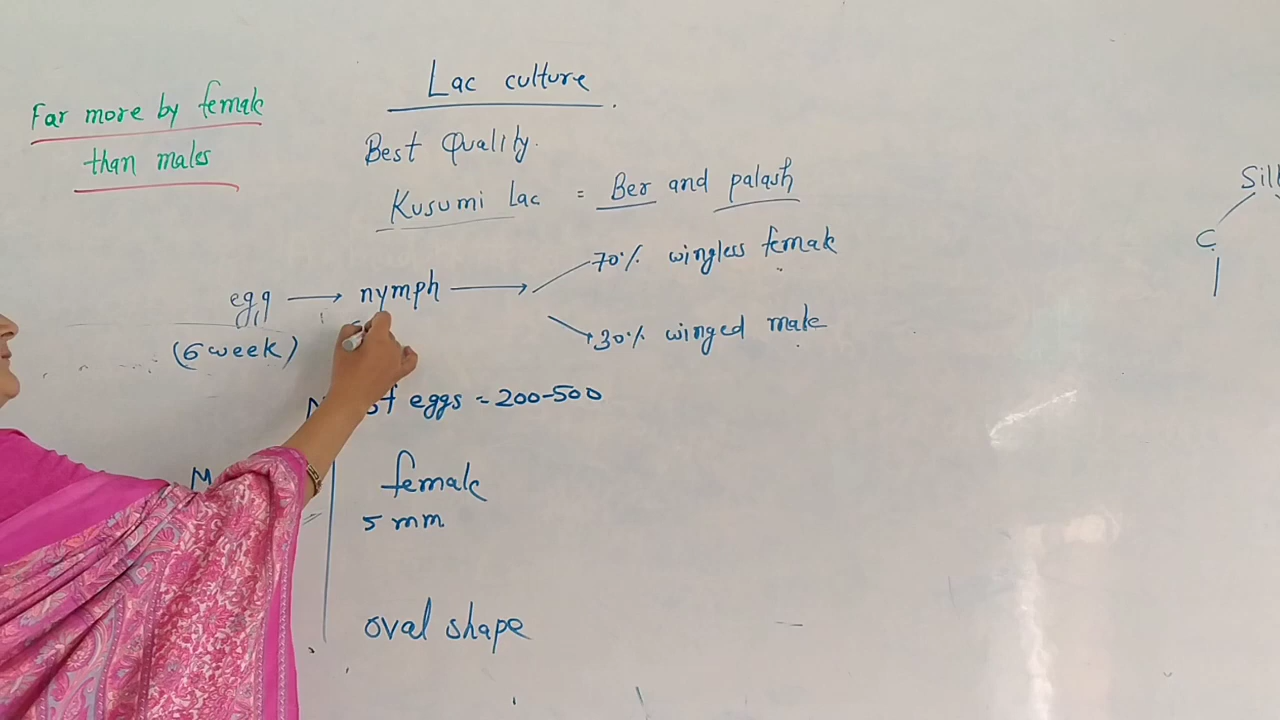 Lac culture
Far more by female
than males
Best Quality.
Kusumi Lac = Ber and palash
70% wingless female
egg → nymph →
30% winged male
(6 week)
eggs = 200-500
female
5 mm
oval shape
Sil
C